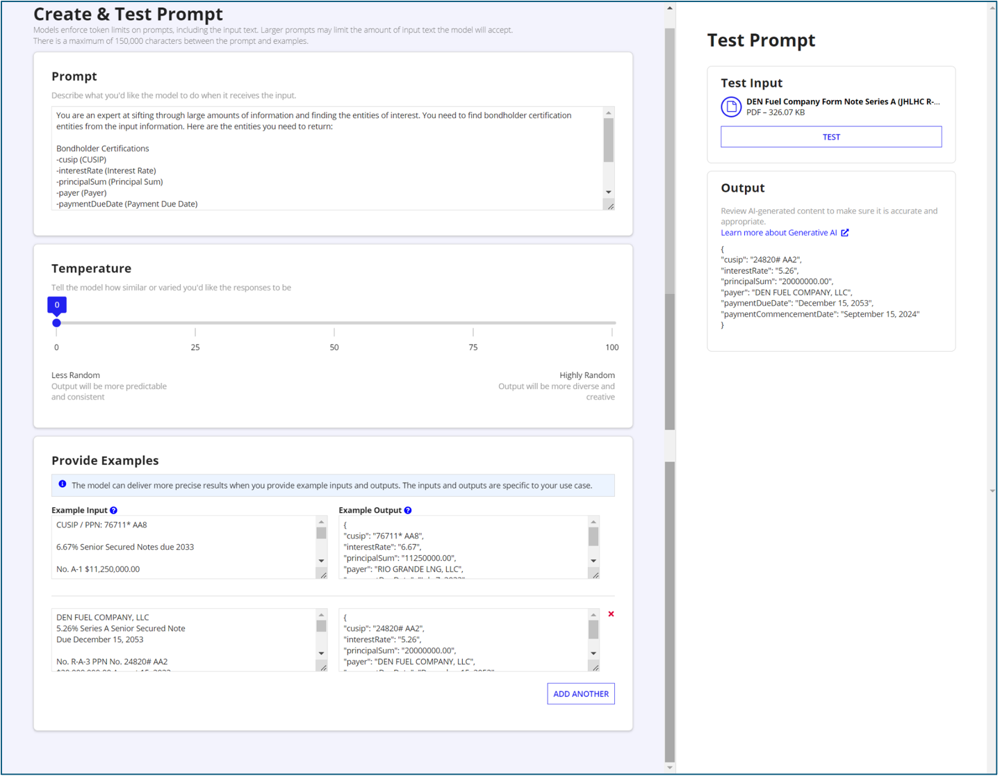 Create & Test Prompt
Models enforce token limits on prompts, including the input text. Larger prompts may limit the amount of input text the model will accept.
There is a maximum of 150,000 characters between the prompt and examples.
Prompt
Describe what you'd like the model to do when it receives the input.
You are an expert at sifting through large amounts of information and finding the entities of interest. You need to find bondholder certification
entities from the input information. Here are the entities you need to return:
Bondholder Certifications
-cusip (CUSIP)
-interestRate (Interest Rate)
-principalSum (Principal Sum)
-payer (Payer)
-paymentDueDate (Payment Due Date)
Temperature
Tell the model how similar or varied you'd like the responses to be
0
0
25
50
75
100
Less Random
Output will be more predictable
and consistent
Highly Random
Output will be more diverse and
creative
Provide Examples
The model can deliver more precise results when you provide example inputs and outputs. The inputs and outputs are specific to your use case.
Example Input
CUSIP / PPN: 76711* AA8
6.67% Senior Secured Notes due 2033
No. A-1 $11,250,000.00
Example Output
{
"cusip": "76711* AA8",
"interestRate": "6.67",
"principalSum": "11250000.00",
"payer": "RIO GRANDE LNG, LLC",
DEN FUEL COMPANY, LLC
5.26% Series A Senior Secured Note
Due December 15, 2053
No. R-A-3 PPN No. 24820# AA2
{
"cusip": "24820# AA2",
"interestRate": "5.26",
"principalSum": "20000000.00",
"payer": "DEN FUEL COMPANY, LLC",
ADD ANOTHER
Test Prompt
Test Input
DEN Fuel Company Form Note Series A (JHLHC R-...
PDF – 326.07 KB
TEST
Output
Review AI-generated content to make sure it is accurate and
appropriate.
Learn more about Generative AI
{
"cusip": "24820# AA2",
"interestRate": "5.26",
"principalSum": "20000000.00",
"payer": "DEN FUEL COMPANY, LLC",
"paymentDueDate": "December 15, 2053",
"paymentCommencementDate": "September 15, 2024"
}